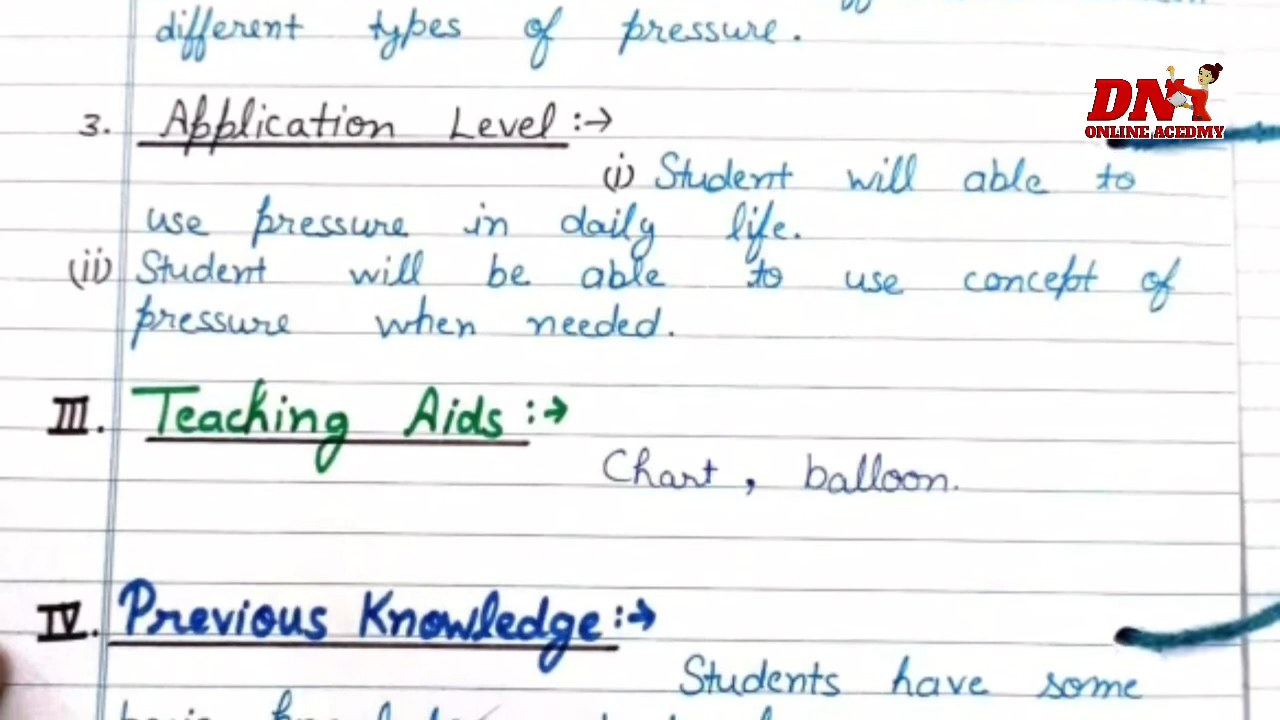 different types of pressure.
DNA
ONLINE ACEDMY
3. Application Level :→
(i) Student will able to
use pressure in daily life.
(ii) Student will be able to use concept of
pressure when needed.
III. Teaching Aids :→
Chart, balloon.
IV. Previous Knowledge :→
Students have some